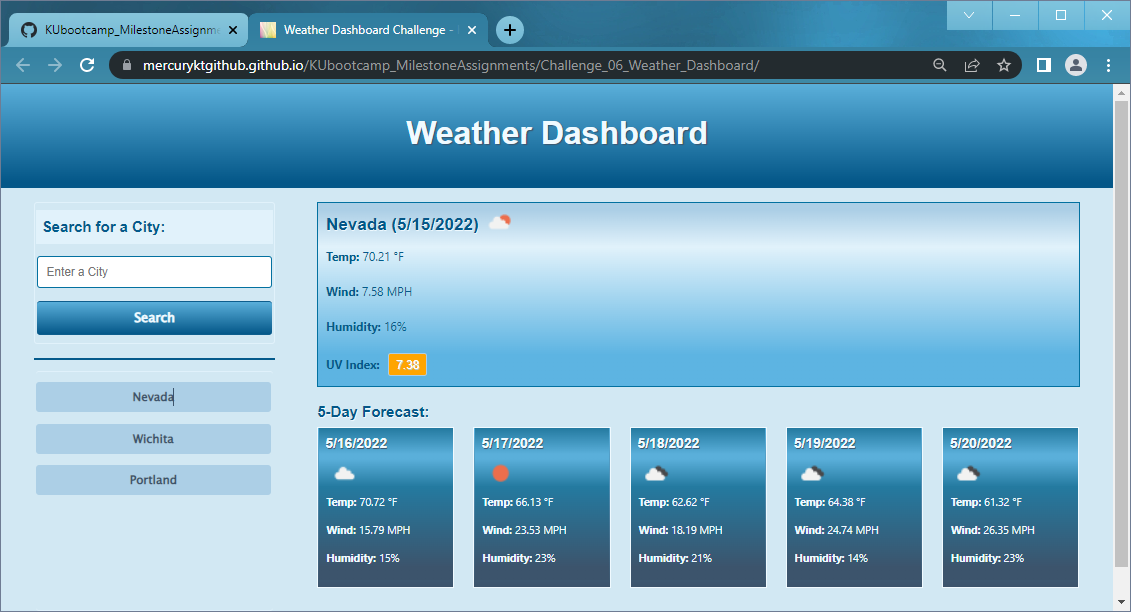 KUbootcamp_MilestoneAssignme
Weather Dashboard Challenge -
mercuryktgithub.github.io/KUbootcamp_MilestoneAssignments/Challenge_06_Weather_Dashboard/
Weather Dashboard
Search for a City:
Enter a City
Search
Nevada
Wichita
Portland
Nevada (5/15/2022)
Temp: 70.21 °F
Wind: 7.58 MPH
Humidity: 16%
UV Index: 7.38
5-Day Forecast:
5/16/2022
Temp: 70.72 °F
Wind: 15.79 MPH
Humidity: 15%
5/17/2022
Temp: 66.13 °F
Wind: 23.53 MPH
Humidity: 23%
5/18/2022
Temp: 62.62 °F
Wind: 18.19 MPH
Humidity: 21%
5/19/2022
Temp: 64.38 °F
Wind: 24.74 MPH
Humidity: 14%
5/20/2022
Temp: 61.32 °F
Wind: 26.35 MPH
Humidity: 23%